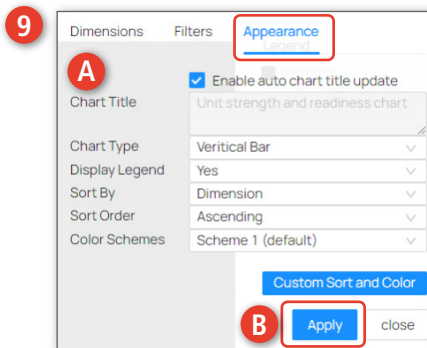 9
Dimensions Filters Appearance
Legend
A
Enable auto chart title update
Chart Title Unit strength and readiness chart
Chart Type Veritical Bar
Display Legend Yes
Sort By Dimension
Sort Order Ascending
Color Schemes Scheme 1 (default)
Custom Sort and Color
B Apply close